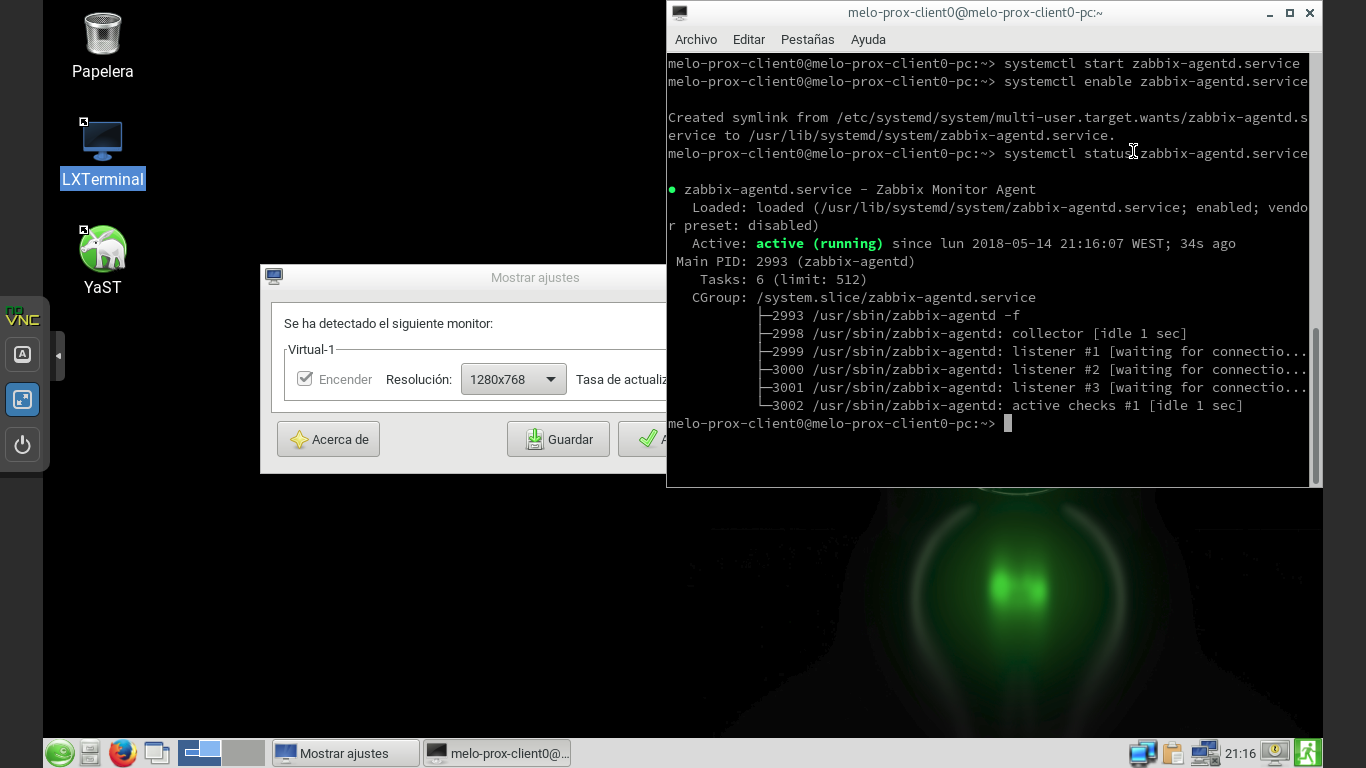 melo-prox-client0@melo-prox-client0-pc:~
Archivo Editar Pestañas Ayuda
melo-prox-client0@melo-prox-client0-pc:~> systemctl start zabbix-agentd.service
melo-prox-client0@melo-prox-client0-pc:~> systemctl enable zabbix-agentd.service
Created symlink from /etc/systemd/system/multi-user.target.wants/zabbix-agentd.s
ervice to /usr/lib/systemd/system/zabbix-agentd.service.
melo-prox-client0@melo-prox-client0-pc:~> systemctl status zabbix-agentd.service
● zabbix-agentd.service - Zabbix Monitor Agent
Loaded: loaded (/usr/lib/systemd/system/zabbix-agentd.service; enabled; vendo
r preset: disabled)
Active: active (running) since lun 2018-05-14 21:16:07 WEST; 34s ago
Main PID: 2993 (zabbix-agentd)
Tasks: 6 (limit: 512)
CGroup: /system.slice/zabbix-agentd.service
├─2993 /usr/sbin/zabbix-agentd -f
├─2998 /usr/sbin/zabbix-agentd: collector [idle 1 sec]
├─2999 /usr/sbin/zabbix-agentd: listener #1 [waiting for connectio...
├─3000 /usr/sbin/zabbix-agentd: listener #2 [waiting for connectio...
├─3001 /usr/sbin/zabbix-agentd: listener #3 [waiting for connectio...
└─3002 /usr/sbin/zabbix-agentd: active checks #1 [idle 1 sec]
melo-prox-client0@melo-prox-client0-pc:~>
Papelera
LXTerminal
YaST
no
VNC
A
Mostrar ajustes
Se ha detectado el siguiente monitor:
Virtual-1
Encender Resolución: 1280x768 Tasa de actualiz
Acerca de Guardar A
Mostrar ajustes melo-prox-client0@... 21:16